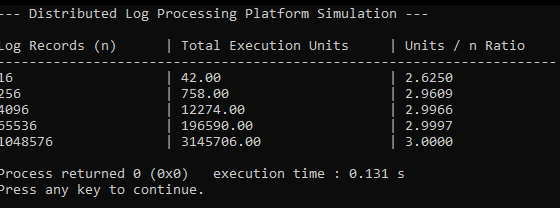 --- Distributed Log Processing Platform Simulation ---
Log Records (n) | Total Execution Units | Units / n Ratio
-----------------------------------------------------------------------
16 | 42.00 | 2.6250
256 | 758.00 | 2.9609
4096 | 12274.00 | 2.9966
65536 | 196590.00 | 2.9997
1048576 | 3145706.00 | 3.0000
Process returned 0 (0x0)   execution time : 0.131 s
Press any key to continue.